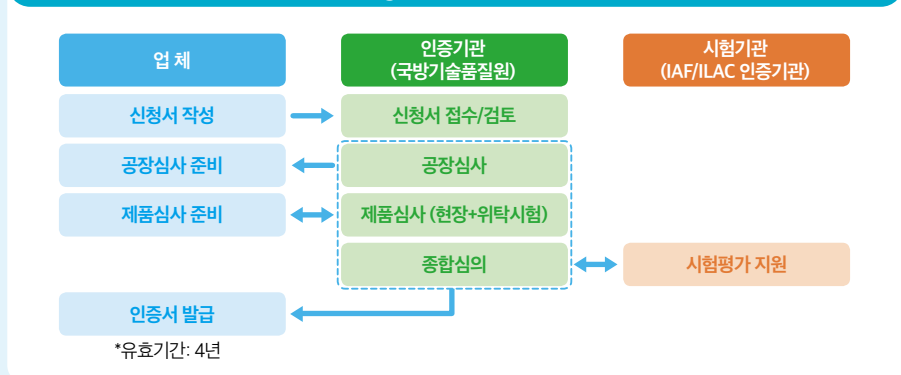 업 체
인증기관
(국방기술품질원)
시험기관
(IAF/ILAC 인증기관)
신청서 작성
신청서 접수/검토
공장심사 준비
공장심사
제품심사 준비
제품심사 (현장+위탁시험)
종합심의
시험평가 지원
인증서 발급
*유효기간: 4년